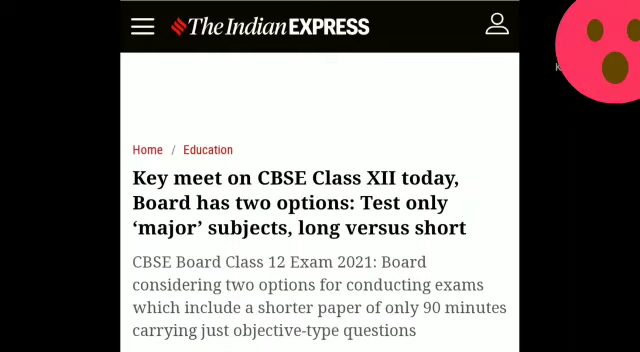 The Indian EXPRESS
Home / Education
Key meet on CBSE Class XII today,
Board has two options: Test only
‘major’ subjects, long versus short
CBSE Board Class 12 Exam 2021: Board
considering two options for conducting exams
which include a shorter paper of only 90 minutes
carrying just objective-type questions